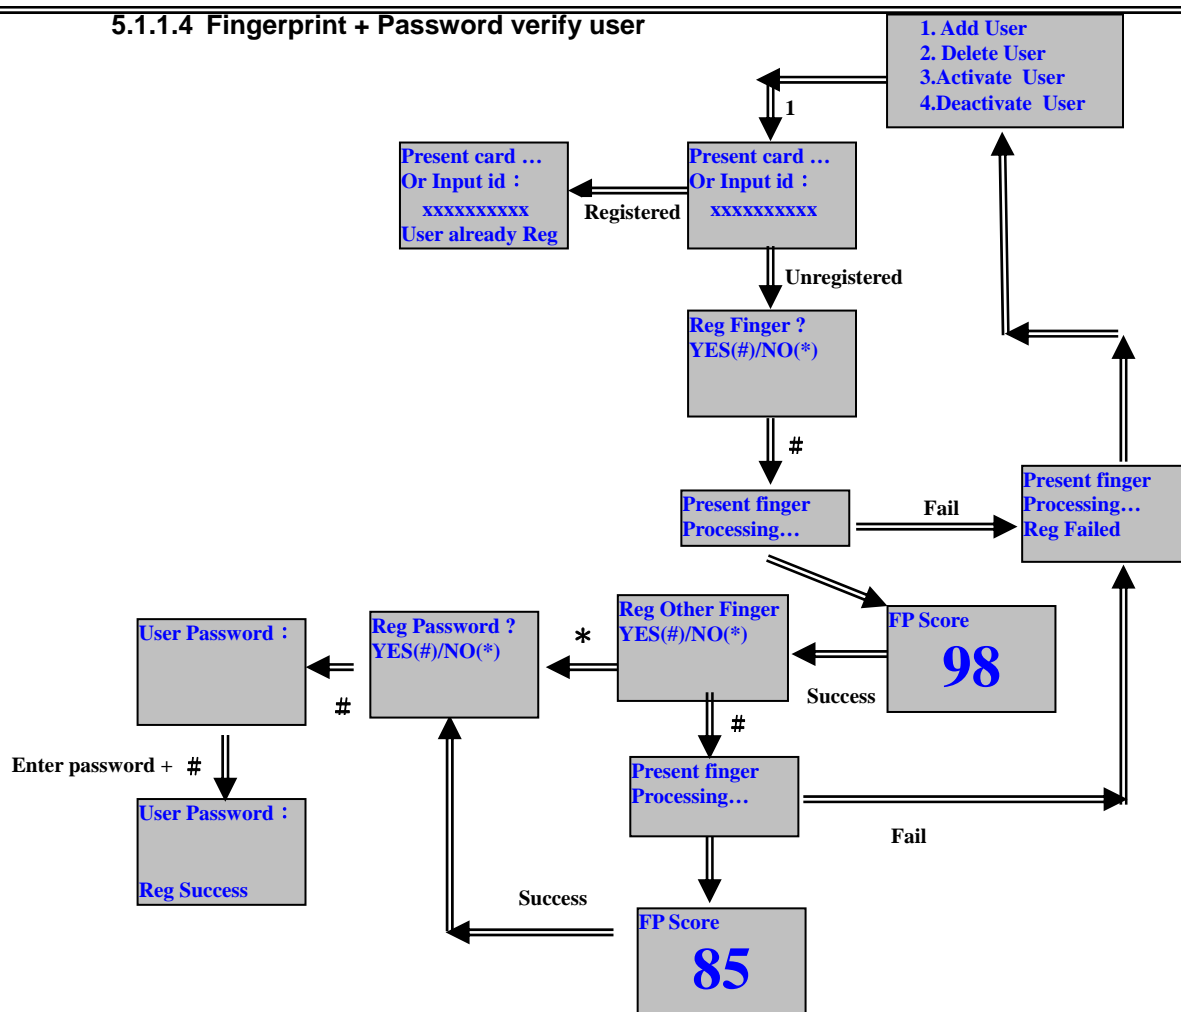 5.1.1.4 Fingerprint + Password verify user
1. Add User
2. Delete User
3.Activate User
4.Deactivate User
1
Present card …
Or Input id：
xxxxxxxxxx
User already Reg
Registered
Present card …
Or Input id：
xxxxxxxxxx
Unregistered
Reg Finger ?
YES(#)/NO(*)
#
Present finger
Processing…
Fail
Present finger
Processing…
Reg Failed
FP Score
98
Success
Reg Other Finger
YES(#)/NO(*)
*
Reg Password ?
YES(#)/NO(*)
#
User Password：
Enter password + #
User Password：
Reg Success
#
Present finger
Processing…
Fail
FP Score
85
Success